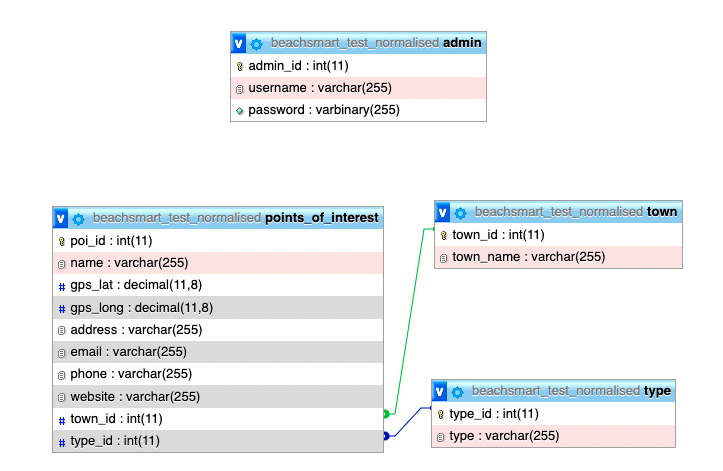 v beachsmart_test_normalised admin
admin_id : int(11)
username : varchar(255)
password : varbinary(255)
v beachsmart_test_normalised points_of_interest
poi_id : int(11)
name : varchar(255)
# gps_lat : decimal(11,8)
# gps_long : decimal(11,8)
address : varchar(255)
email : varchar(255)
phone : varchar(255)
website : varchar(255)
# town_id : int(11)
# type_id : int(11)
v beachsmart_test_normalised town
town_id : int(11)
town_name : varchar(255)
v beachsmart_test_normalised type
type_id : int(11)
type : varchar(255)